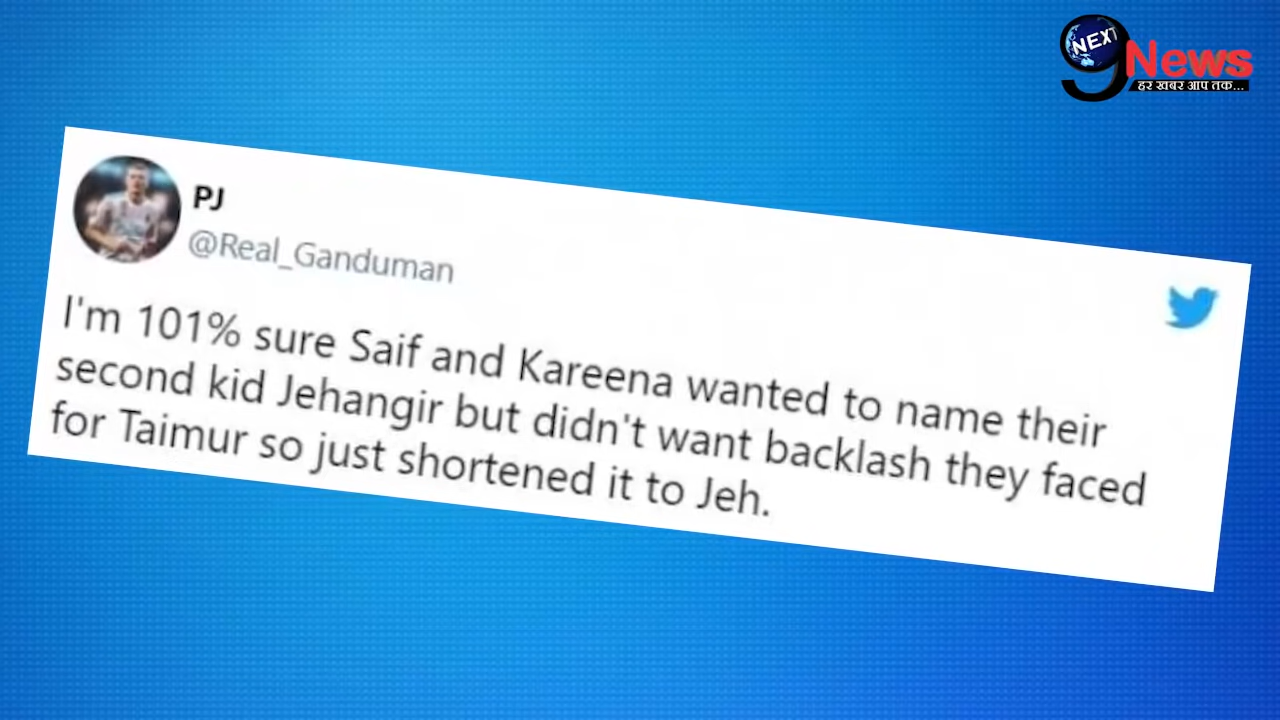 NEXT
9 News
हर खबर आप तक...
PJ
@Real_Ganduman
I'm 101% sure Saif and Kareena wanted to name their
second kid Jehangir but didn't want backlash they faced
for Taimur so just shortened it to Jeh.